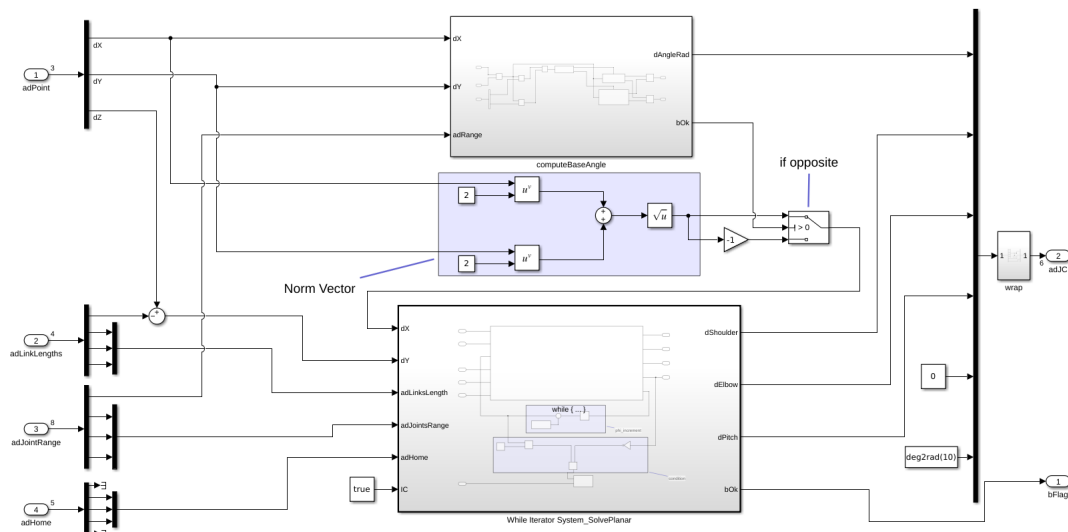 dX
dX
dAngleRad
3
1
adPoint
dY
dY
dZ
bOk
adRange
computeBaseAngle
if opposite
2
u^v
+
+
√u
! > 0
-1
2
u^v
Norm Vector
1
1
wrap
6
2
adJC
4
2
adLinkLengths
+
−
dX
dShoulder
dY
dElbow
0
adLinksLength
while { ... }
8
3
adJointRange
adJointsRange
dPitch
deg2rad(10)
adHome
5
4
adHome
true
IC
bOk
1
bFlag
While Iterator System_SolvePlanar